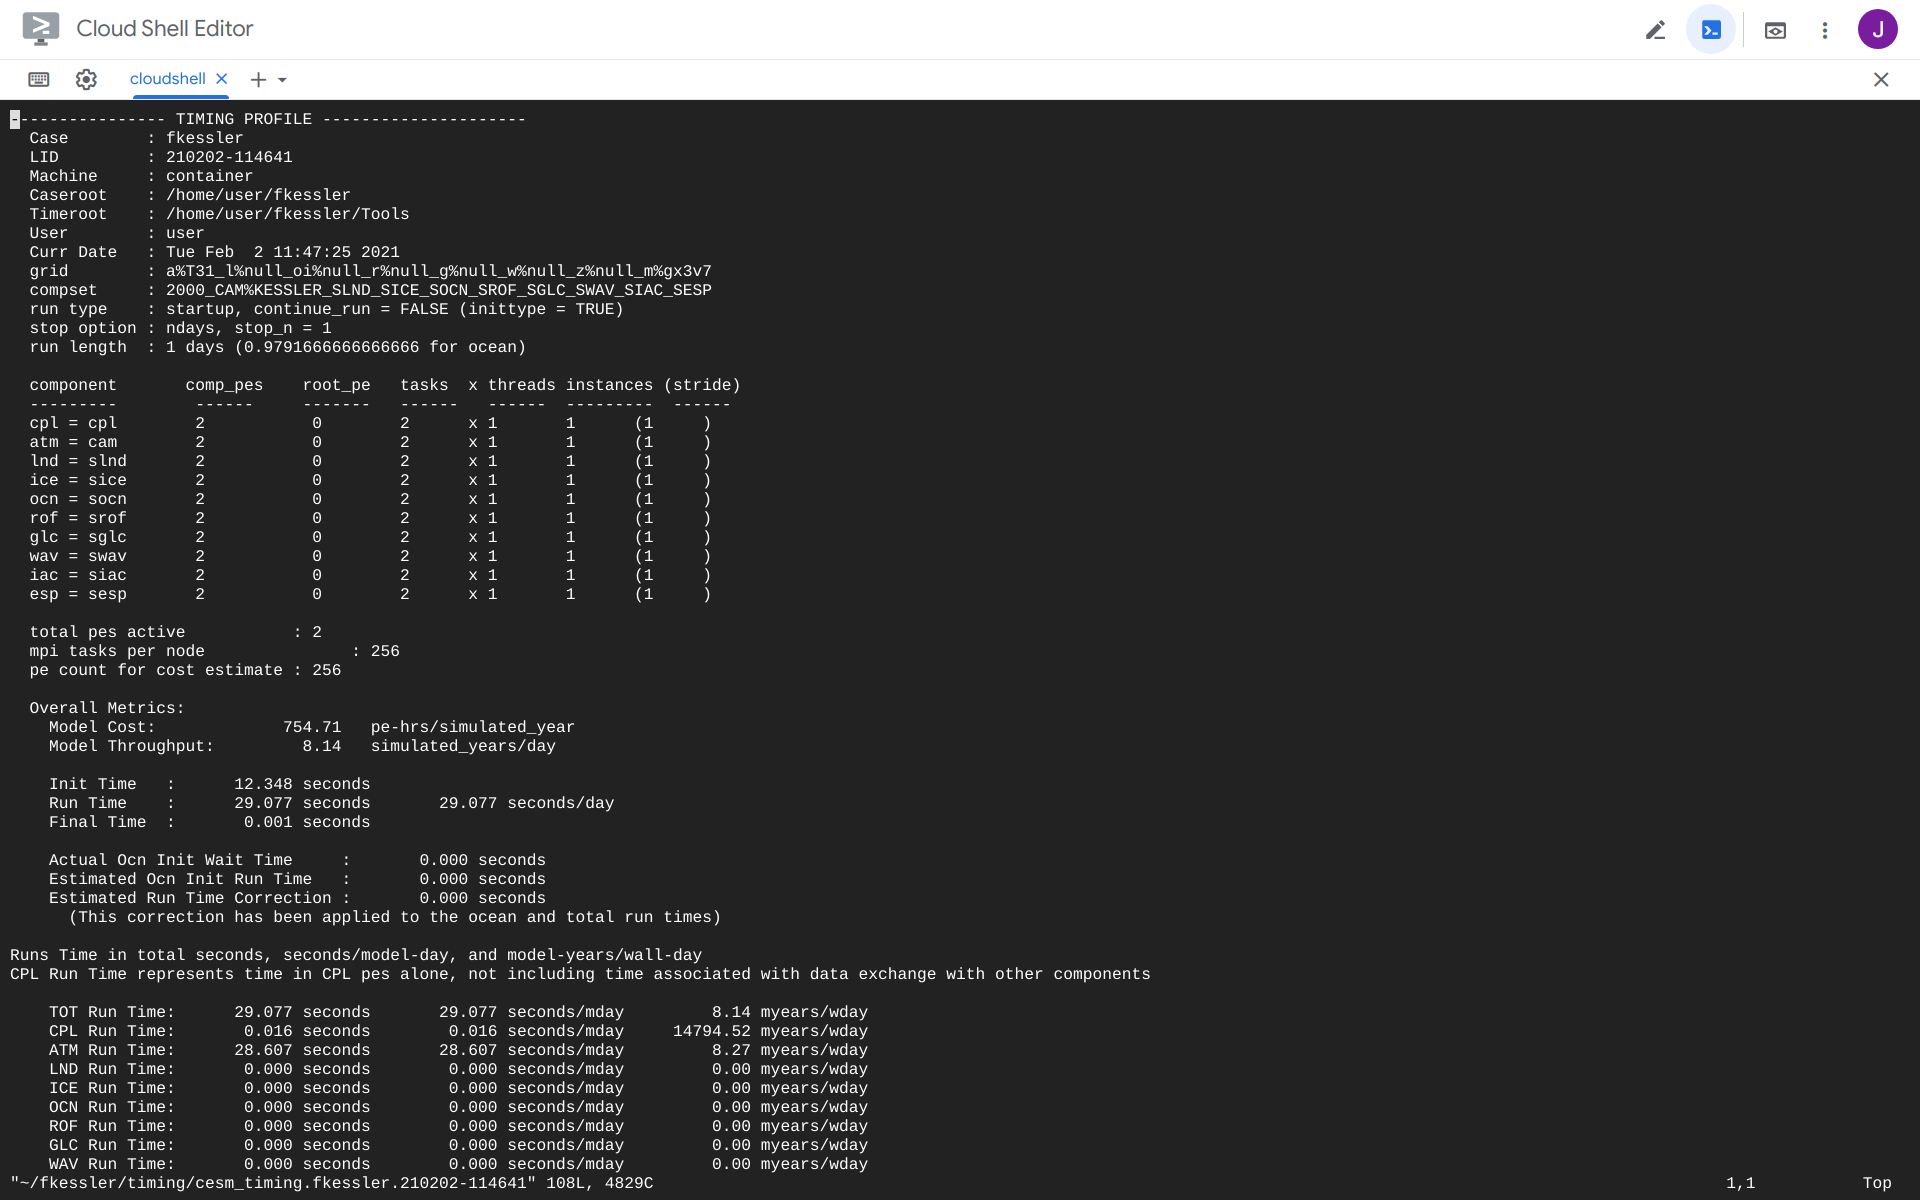 Cloud Shell Editor
J
cloudshell
---------------- TIMING PROFILE ---------------------
  Case        : fkessler
  LID         : 210202-114641
  Machine     : container
  Caseroot    : /home/user/fkessler
  Timeroot    : /home/user/fkessler/Tools
  User        : user
  Curr Date   : Tue Feb  2 11:47:25 2021
  grid        : a%T31_l%null_oi%null_r%null_g%null_w%null_z%null_m%gx3v7
  compset     : 2000_CAM%KESSLER_SLND_SICE_SOCN_SROF_SGLC_SWAV_SIAC_SESP
  run type    : startup, continue_run = FALSE (inittype = TRUE)
  stop option : ndays, stop_n = 1
  run length  : 1 days (0.9791666666666666 for ocean)
  component       comp_pes    root_pe   tasks  x threads instances (stride)
  ---------        ------     -------   ------   ------  ---------  ------
  cpl = cpl        2           0        2      x 1       1      (1     )
  atm = cam        2           0        2      x 1       1      (1     )
  lnd = slnd       2           0        2      x 1       1      (1     )
  ice = sice       2           0        2      x 1       1      (1     )
  ocn = socn       2           0        2      x 1       1      (1     )
  rof = srof       2           0        2      x 1       1      (1     )
  glc = sglc       2           0        2      x 1       1      (1     )
  wav = swav       2           0        2      x 1       1      (1     )
  iac = siac       2           0        2      x 1       1      (1     )
  esp = sesp       2           0        2      x 1       1      (1     )
  total pes active           : 2
  mpi tasks per node               : 256
  pe count for cost estimate : 256
  Overall Metrics:
    Model Cost:             754.71   pe-hrs/simulated_year
    Model Throughput:         8.14   simulated_years/day
    Init Time   :      12.348 seconds
    Run Time    :      29.077 seconds       29.077 seconds/day
    Final Time  :       0.001 seconds
    Actual Ocn Init Wait Time     :       0.000 seconds
    Estimated Ocn Init Run Time   :       0.000 seconds
    Estimated Run Time Correction :       0.000 seconds
      (This correction has been applied to the ocean and total run times)
Runs Time in total seconds, seconds/model-day, and model-years/wall-day
CPL Run Time represents time in CPL pes alone, not including time associated with data exchange with other components
    TOT Run Time:      29.077 seconds       29.077 seconds/mday         8.14 myears/wday
    CPL Run Time:       0.016 seconds        0.016 seconds/mday     14794.52 myears/wday
    ATM Run Time:      28.607 seconds       28.607 seconds/mday         8.27 myears/wday
    LND Run Time:       0.000 seconds        0.000 seconds/mday         0.00 myears/wday
    ICE Run Time:       0.000 seconds        0.000 seconds/mday         0.00 myears/wday
    OCN Run Time:       0.000 seconds        0.000 seconds/mday         0.00 myears/wday
    ROF Run Time:       0.000 seconds        0.000 seconds/mday         0.00 myears/wday
    GLC Run Time:       0.000 seconds        0.000 seconds/mday         0.00 myears/wday
    WAV Run Time:       0.000 seconds        0.000 seconds/mday         0.00 myears/wday
"~/fkessler/timing/cesm_timing.fkessler.210202-114641" 108L, 4829C     1,1     Top